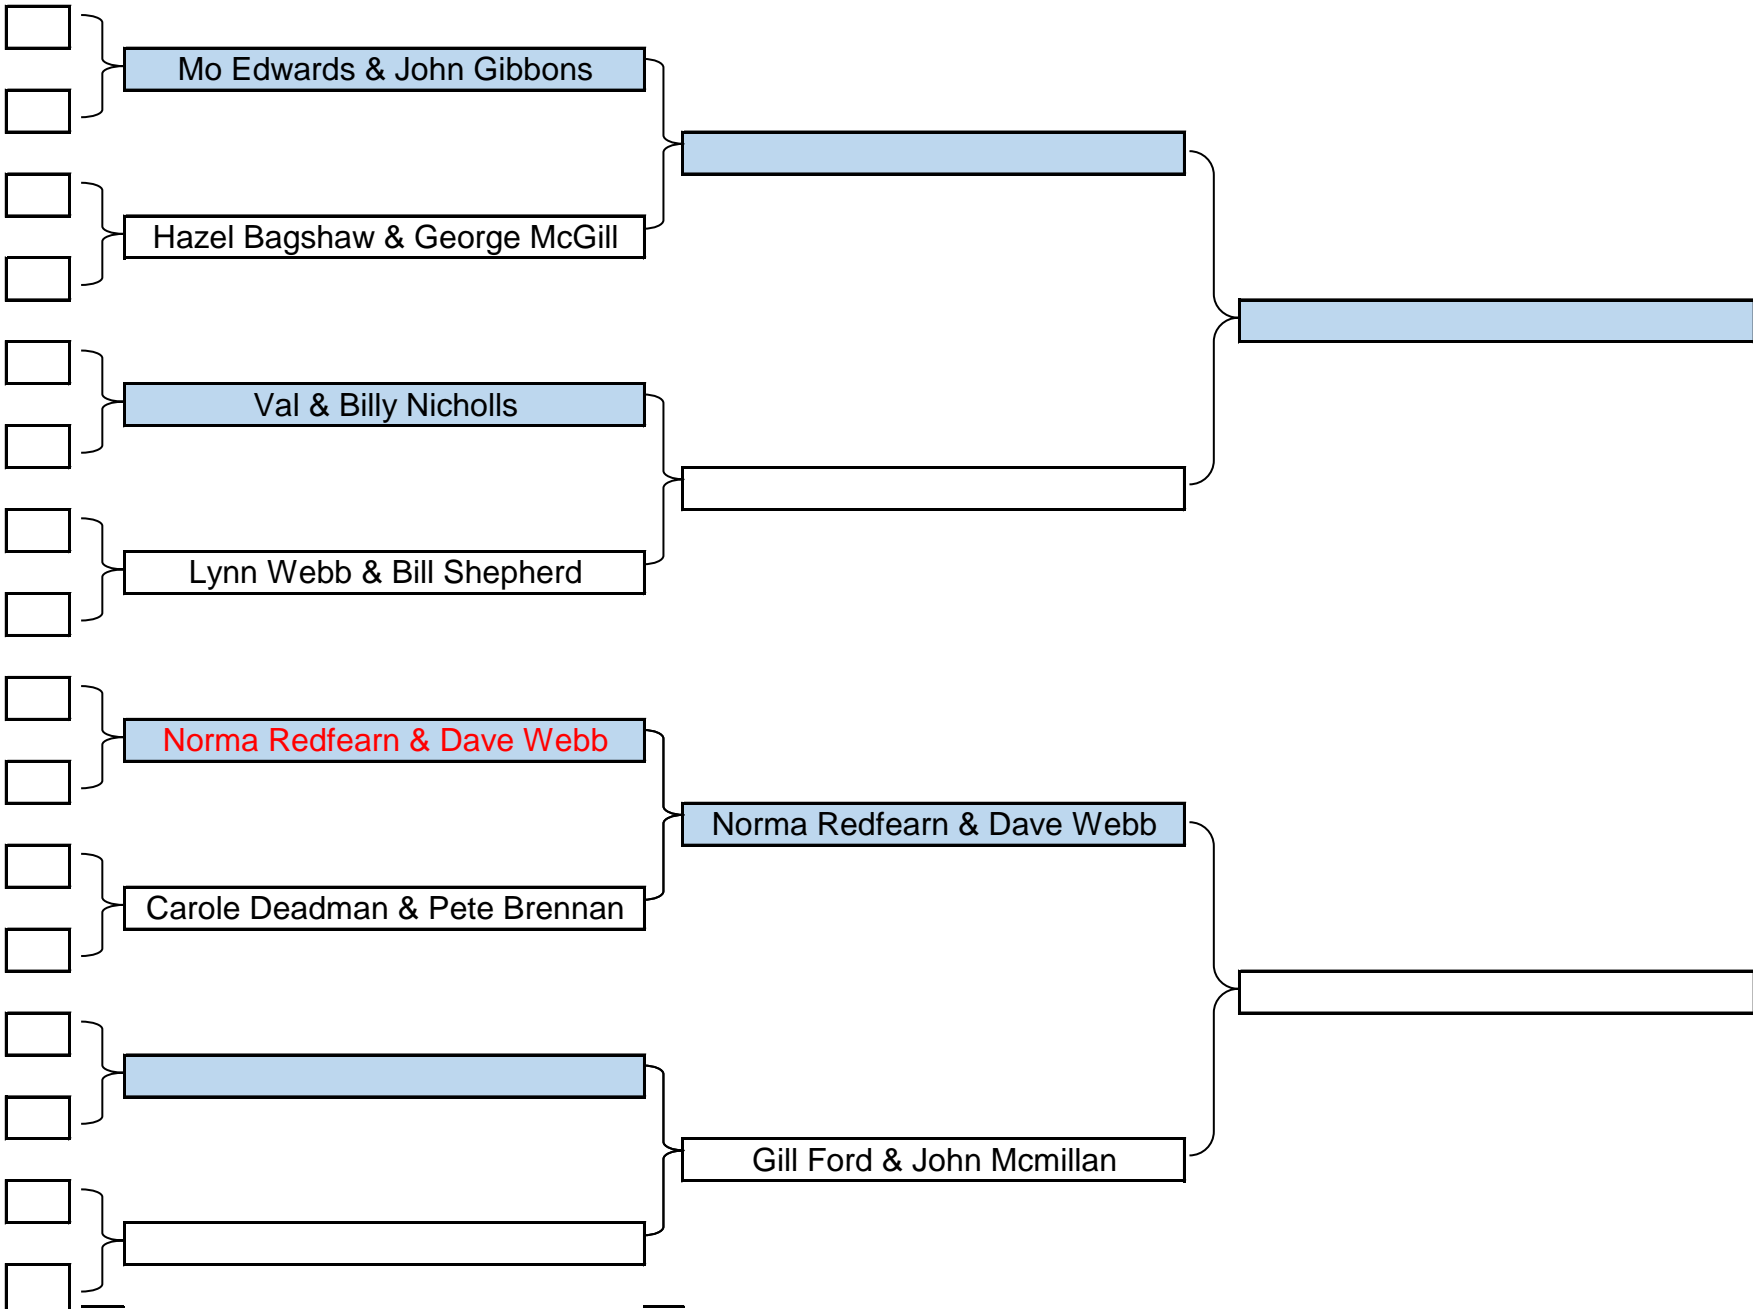 Mo Edwards & John Gibbons
Hazel Bagshaw & George McGill
Val & Billy Nicholls
Lynn Webb & Bill Shepherd
Norma Redfearn & Dave Webb
Norma Redfearn & Dave Webb
Carole Deadman & Pete Brennan
Gill Ford & John Mcmillan